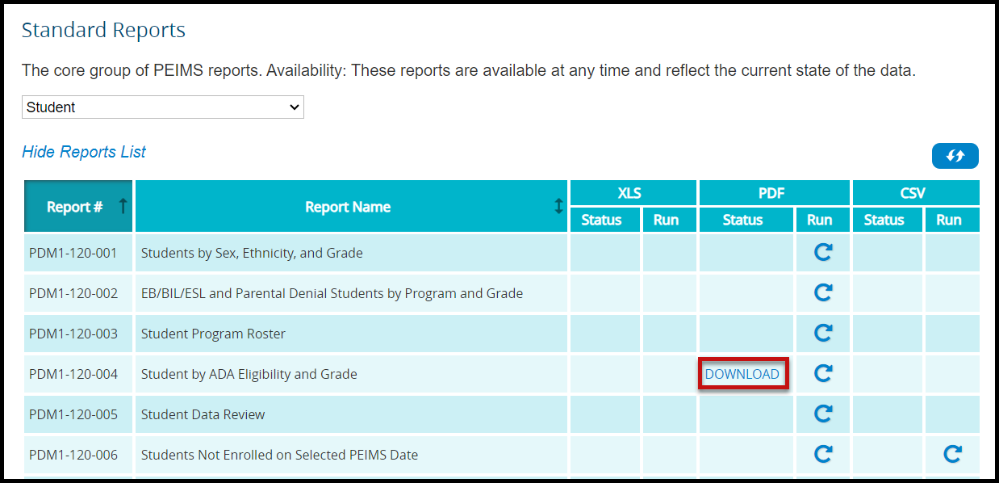 Standard Reports
The core group of PEIMS reports. Availability: These reports are available at any time and reflect the current state of the data.
Student
Hide Reports List
Report # Report Name XLS PDF CSV
Status Run Status Run Status Run
PDM1-120-001 Students by Sex, Ethnicity, and Grade
PDM1-120-002 EB/BIL/ESL and Parental Denial Students by Program and Grade
PDM1-120-003 Student Program Roster
PDM1-120-004 Student by ADA Eligibility and Grade DOWNLOAD
PDM1-120-005 Student Data Review
PDM1-120-006 Students Not Enrolled on Selected PEIMS Date